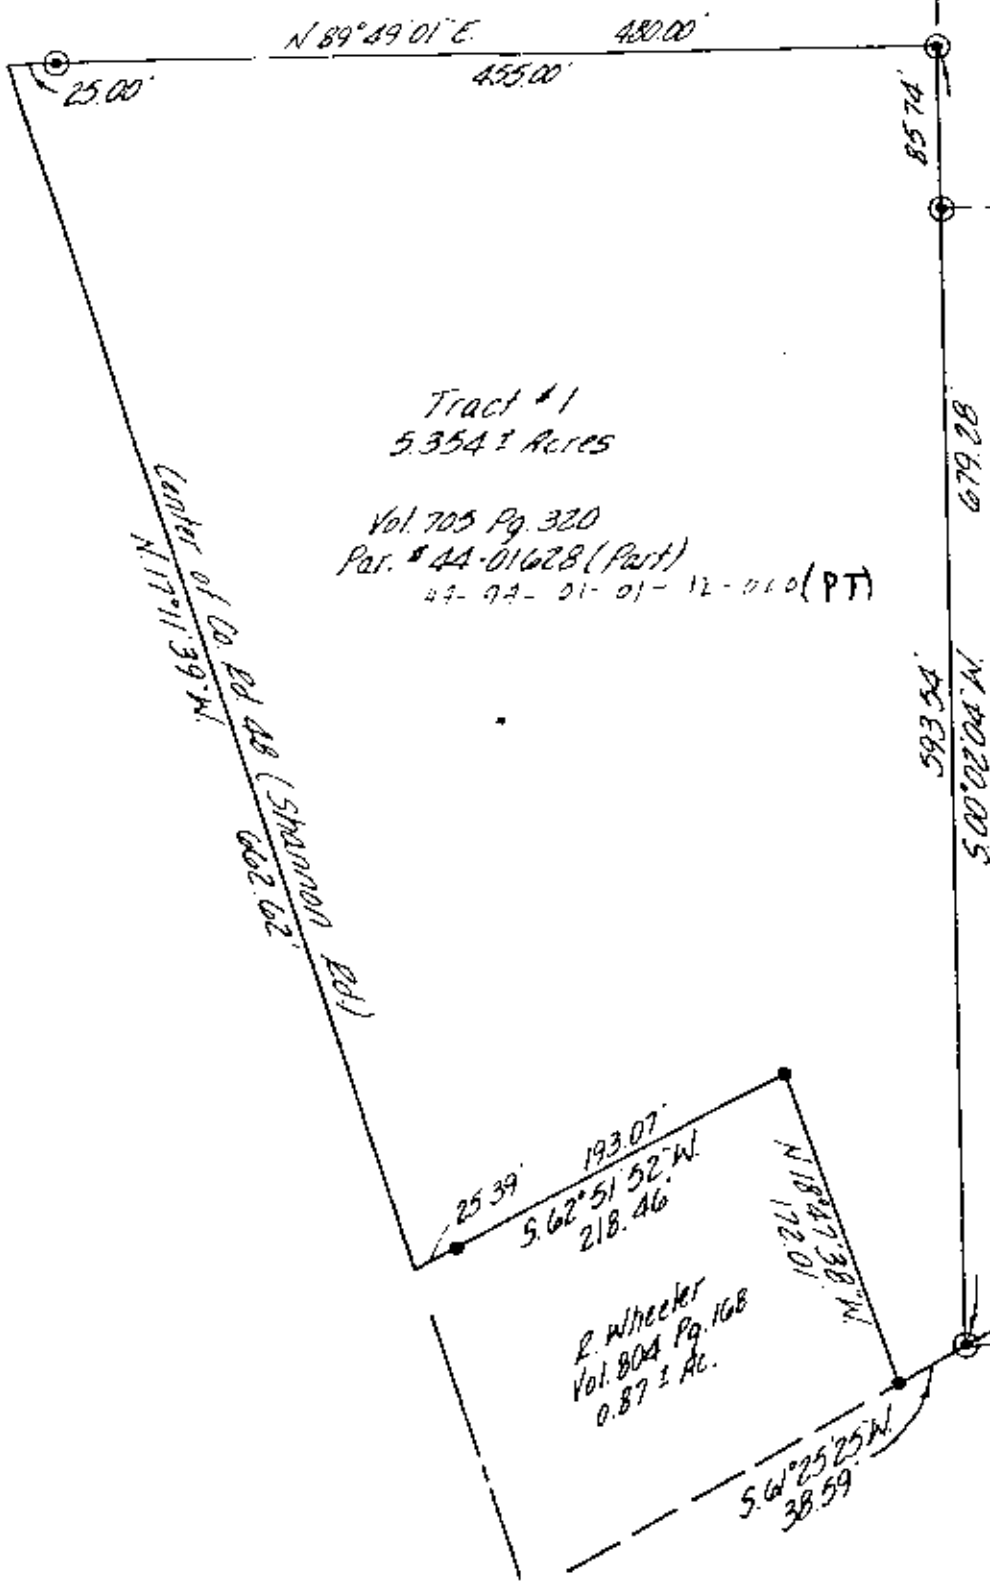 N 89°49'01" E. 480.00'
455.00'
25.00'
85.74'
Tract #1
5.354 ± Acres
Vol. 705 Pg. 320
Par. # 44-01628 (Part)
(PT)
679.28'
593.54'
S.00°02'04" W.
Center of Co. Rd. 48 (Shannon Rd.)
N. 17°11'39" W.
662.62'
193.07'
25.39'
S. 62°51'52" W.
218.46'
N 18°47'38" W.
172.01'
R. Wheeler
Vol. 804 Pg. 168
0.87 ± Ac.
S. 61°25'25" W.
38.59'